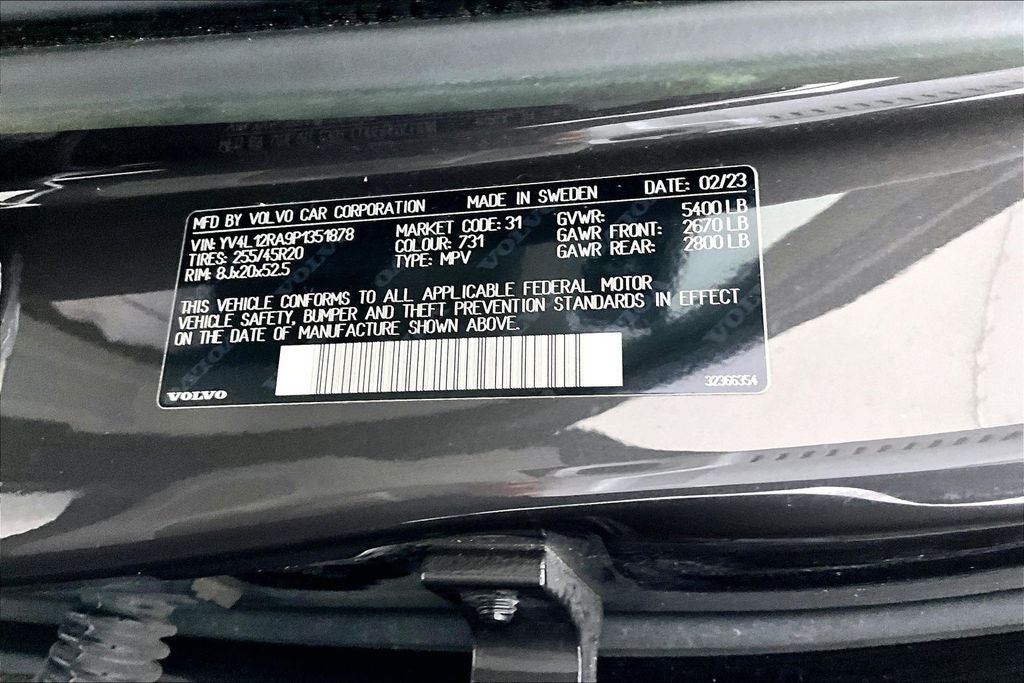 MFD BY VOLVO CAR CORPORATION MADE IN SWEDEN DATE: 02/23
VIN: YV4L12RA9P1351878 MARKET CODE: 31 GVWR: 5400 LB
TIRES: 255/45R20 COLOUR: 731 GAWR FRONT: 2670 LB
RIM: 8Jx20x52.5 TYPE: MPV GAWR REAR: 2800 LB
THIS VEHICLE CONFORMS TO ALL APPLICABLE FEDERAL MOTOR
VEHICLE SAFETY, BUMPER AND THEFT PREVENTION STANDARDS IN EFFECT
ON THE DATE OF MANUFACTURE SHOWN ABOVE.
VOLVO 32366354